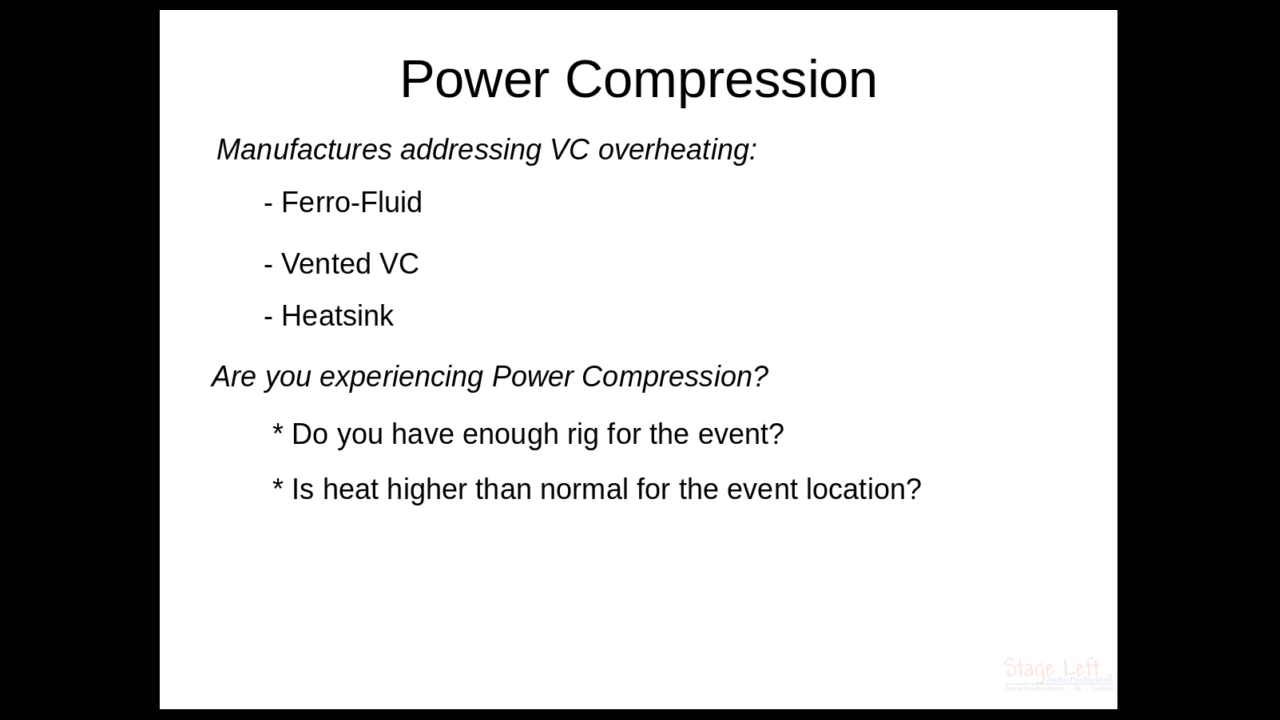 Power Compression
Manufactures addressing VC overheating:
- Ferro-Fluid
- Vented VC
- Heatsink
Are you experiencing Power Compression?
* Do you have enough rig for the event?
* Is heat higher than normal for the event location?
Stage Left